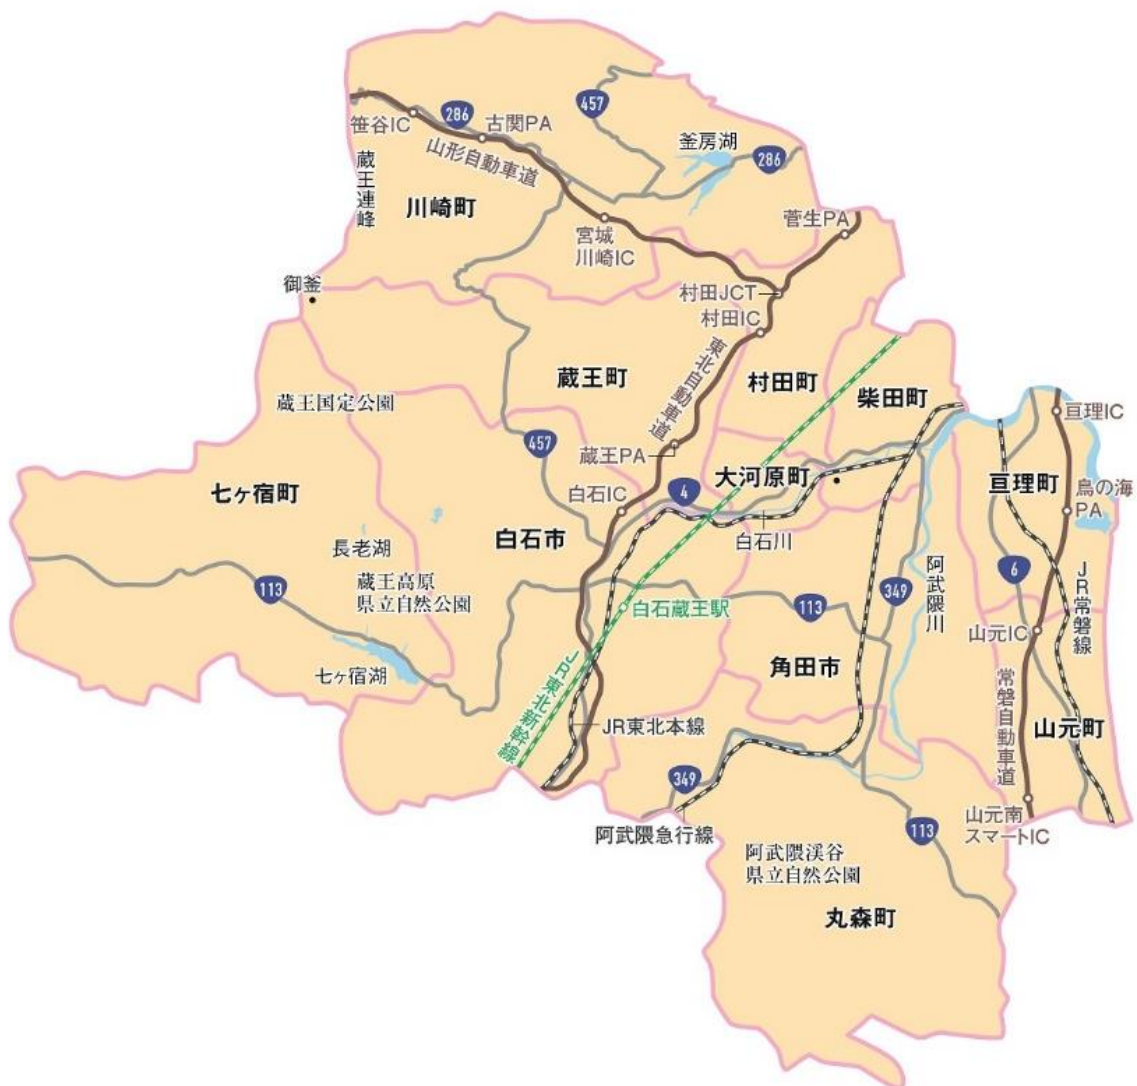 457
286
笹谷IC
古関PA
山形自動車道
釜房湖
286
蔵王連峰
川崎町
菅生PA
宮城
川崎IC
御釜
村田JCT
村田IC
東北自動車道
蔵王町
村田町
柴田町
蔵王国定公園
亘理IC
457
蔵王PA
大河原町
七ヶ宿町
4
亘理町
鳥の海
PA
白石IC
白石市
白石川
長老湖
蔵王高原
県立自然公園
113
阿武隈川
6
JR常磐線
349
113
白石蔵王駅
山元IC
角田市
七ヶ宿湖
JR東北新幹線
JR東北本線
常磐自動車道
山元町
349
山元南
スマートIC
阿武隈急行線
113
阿武隈渓谷
県立自然公園
丸森町